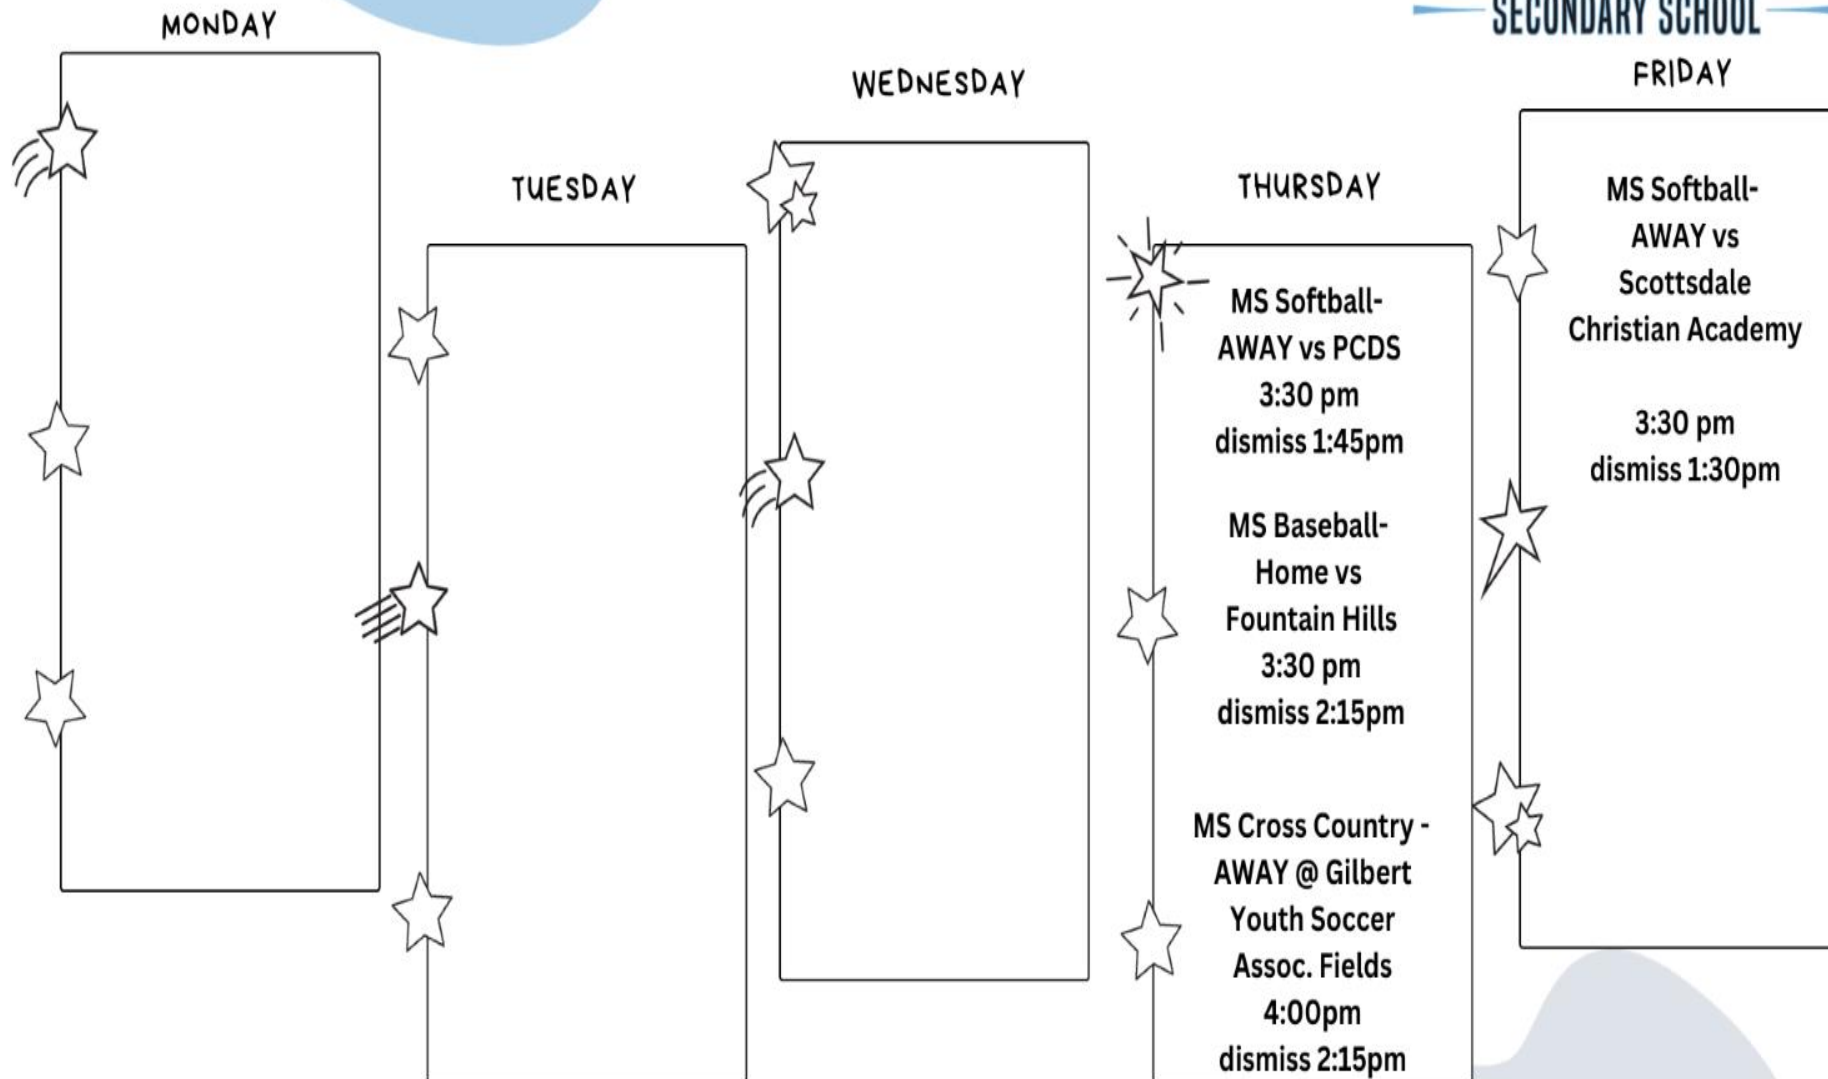 MONDAY
TUESDAY
WEDNESDAY
THURSDAY
MS Softball-
AWAY vs PCDS
3:30 pm
dismiss 1:45pm
MS Baseball-
Home vs
Fountain Hills
3:30 pm
dismiss 2:15pm
MS Cross Country -
AWAY @ Gilbert
Youth Soccer
Assoc. Fields
4:00pm
dismiss 2:15pm
SECONDARY SCHOOL
FRIDAY
MS Softball-
AWAY vs
Scottsdale
Christian Academy
3:30 pm
dismiss 1:30pm